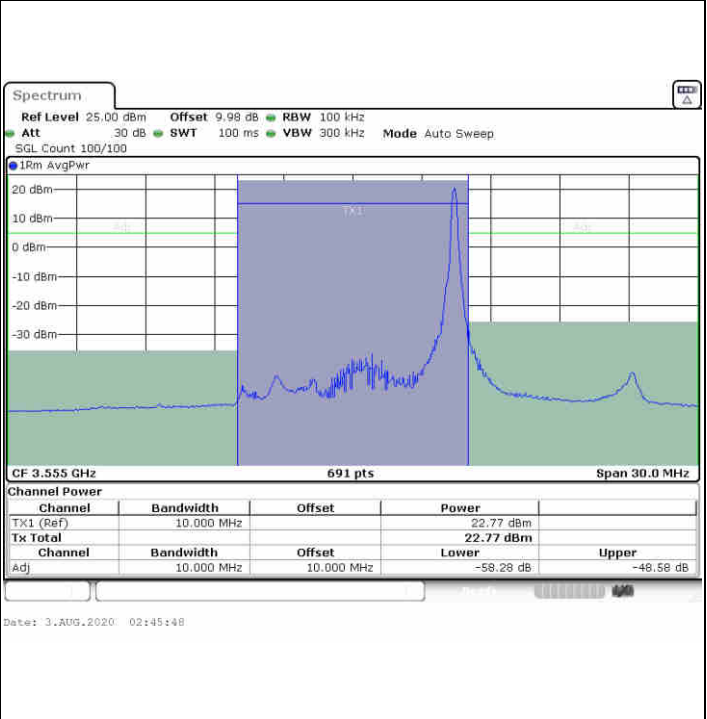 Spectrum
Ref Level 25.00 dBm Offset 9.98 dB RBW 100 kHz
Att 30 dB SWT 100 ms VBW 300 kHz Mode Auto Sweep
SGL Count 100/100
1Rm AvgPwr
20 dBm
TX1
10 dBm
Adj Adj
0 dBm
-10 dBm
-20 dBm
-30 dBm
CF 3.555 GHz 691 pts Span 30.0 MHz
Channel Power
Channel Bandwidth Offset Power
TX1 (Ref) 10.000 MHz 22.77 dBm
Tx Total 22.77 dBm
Channel Bandwidth Offset Lower Upper
Adj 10.000 MHz 10.000 MHz -58.28 dB -48.58 dB
Date: 3.AUG.2020 02:45:48